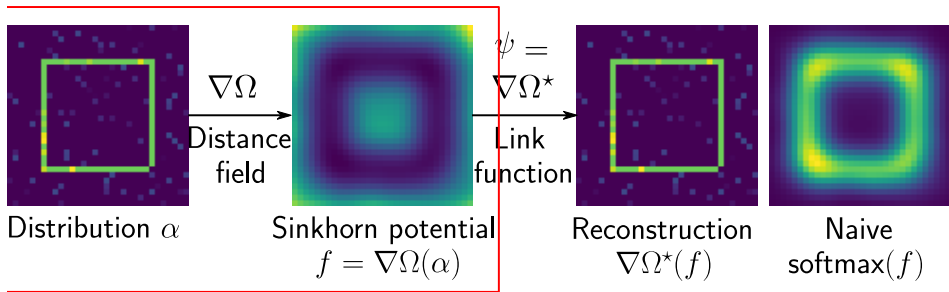 ∇Ω
Distance
field
ψ =
∇Ω⋆
Link
function
Distribution α
Sinkhorn potential
f = ∇Ω(α)
Reconstruction
∇Ω⋆(f)
Naive
softmax(f)